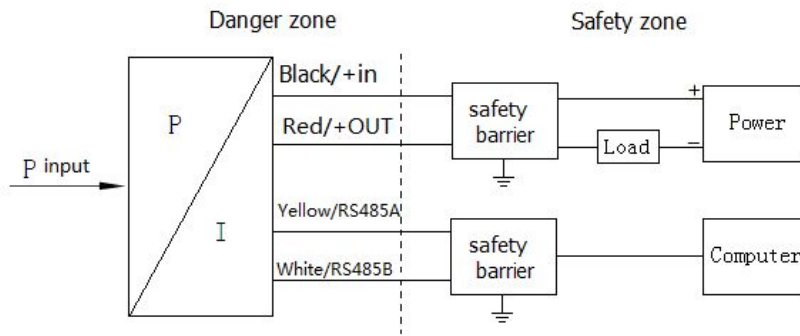 Danger zone
Safety zone
Black/+in
Red/+OUT
P
P input
I
Yellow/RS485A
White/RS485B
safety
barrier
+
Load
−
Power
safety
barrier
Computer